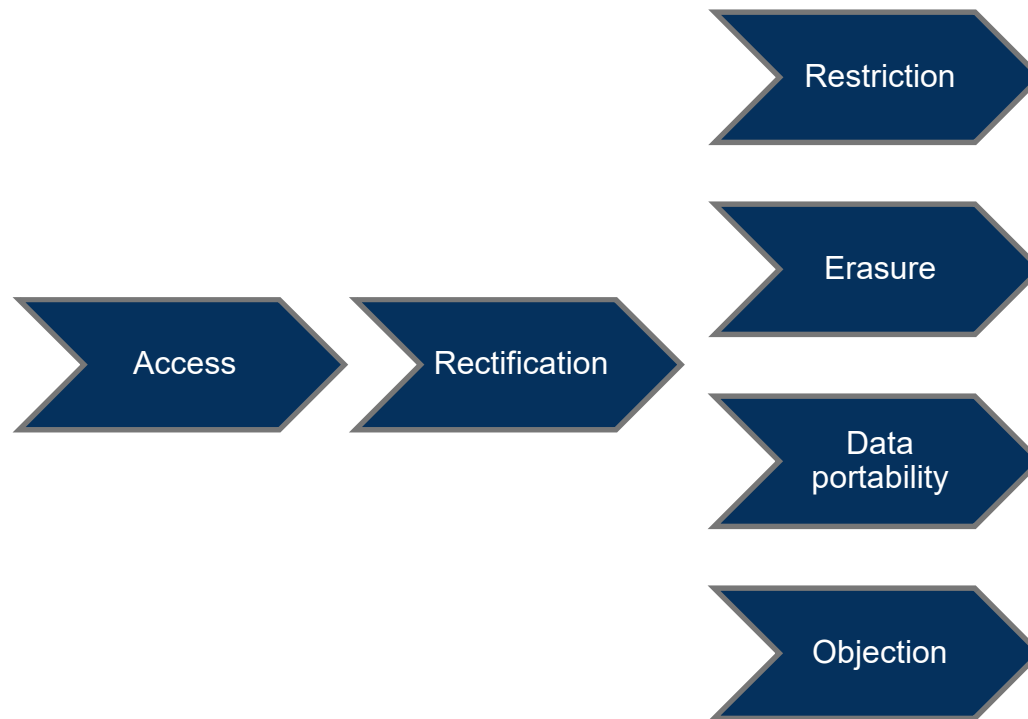 Access
Rectification
Restriction
Erasure
Data
portability
Objection